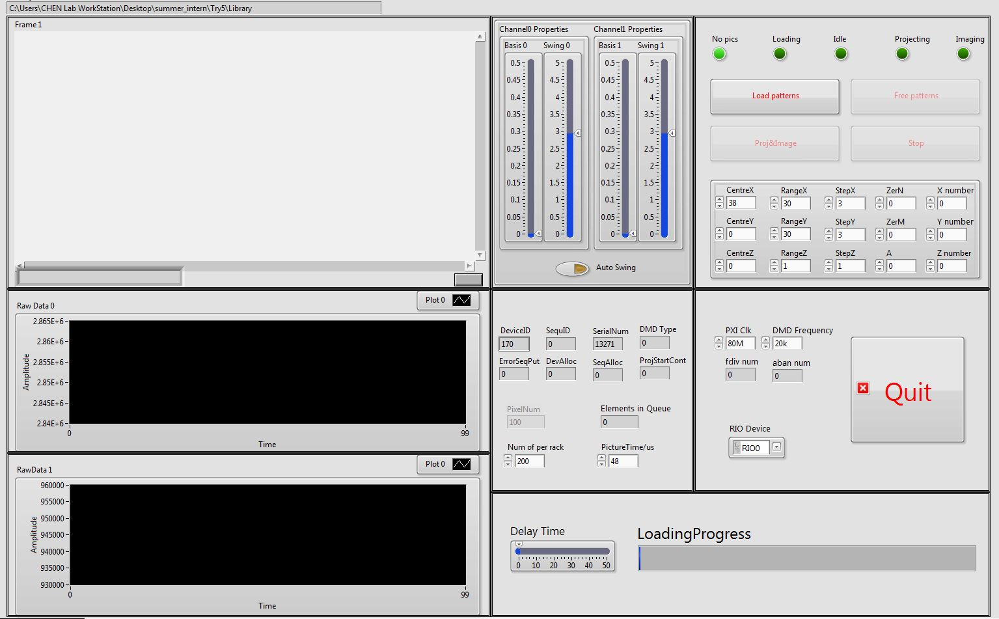 C:\Users\CHEN Lab WorkStation\Desktop\summer_intern\Try5\Library
Frame 1
Channel0 Properties
Basis 0 Swing 0
0.5 5
0.45 4.5
0.4 4
0.35 3.5
0.3 3
0.25 2.5
0.2 2
0.15 1.5
0.1 1
0.05 0.5
0 0
Channel1 Properties
Basis 1 Swing 1
0.5 5
0.45 4.5
0.4 4
0.35 3.5
0.3 3
0.25 2.5
0.2 2
0.15 1.5
0.1 1
0.05 0.5
0 0
Auto Swing
No pics Loading Idle Projecting Imaging
Load patterns Free patterns
Proj&Image Stop
CentreX RangeX StepX ZerN X number
38 30 3 0 0
CentreY RangeY StepY ZerM Y number
0 30 3 0 0
CentreZ RangeZ StepZ A Z number
0 1 1 0 0
Raw Data 0
Plot 0
2.865E+6
2.86E+6
2.855E+6
2.85E+6
2.845E+6
2.84E+6
Amplitude
0 99
Time
RawData 1
Plot 0
960000
955000
950000
945000
940000
935000
930000
Amplitude
0 99
Time
DeviceID SequID SerialNum DMD Type
170 0 13271 0
ErrorSeqPut DevAlloc SeqAlloc ProjStartCont
0 0 0 0
PixelNum Elements in Queue
100 0
Num of per rack PictureTime/us
200 48
PXI Clk DMD Frequency
80M 20k
fdiv num aban num
0 0
RIO Device
I/O RIO0
Quit
Delay Time
0 10 20 30 40 50
LoadingProgress